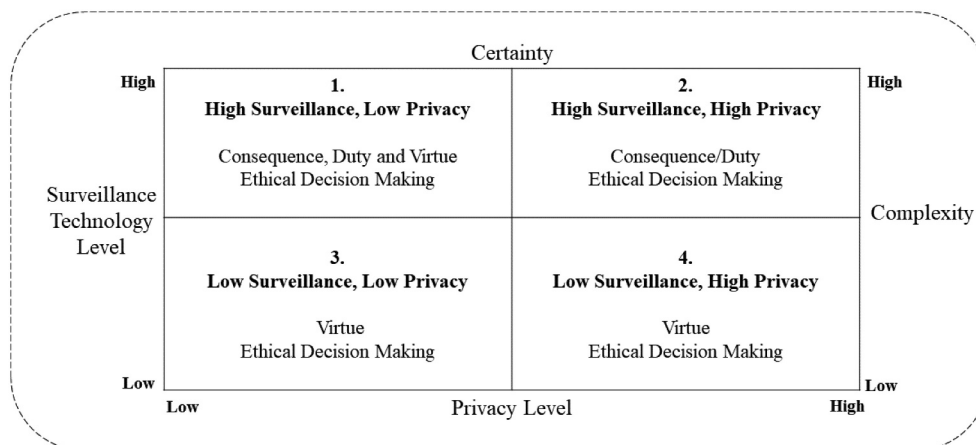 Certainty
High
High
1.
High Surveillance, Low Privacy
Consequence, Duty and Virtue
Ethical Decision Making
2.
High Surveillance, High Privacy
Consequence/Duty
Ethical Decision Making
Surveillance
Technology
Level
Complexity
3.
Low Surveillance, Low Privacy
Virtue
Ethical Decision Making
4.
Low Surveillance, High Privacy
Virtue
Ethical Decision Making
Low
Low
Low
Privacy Level
High